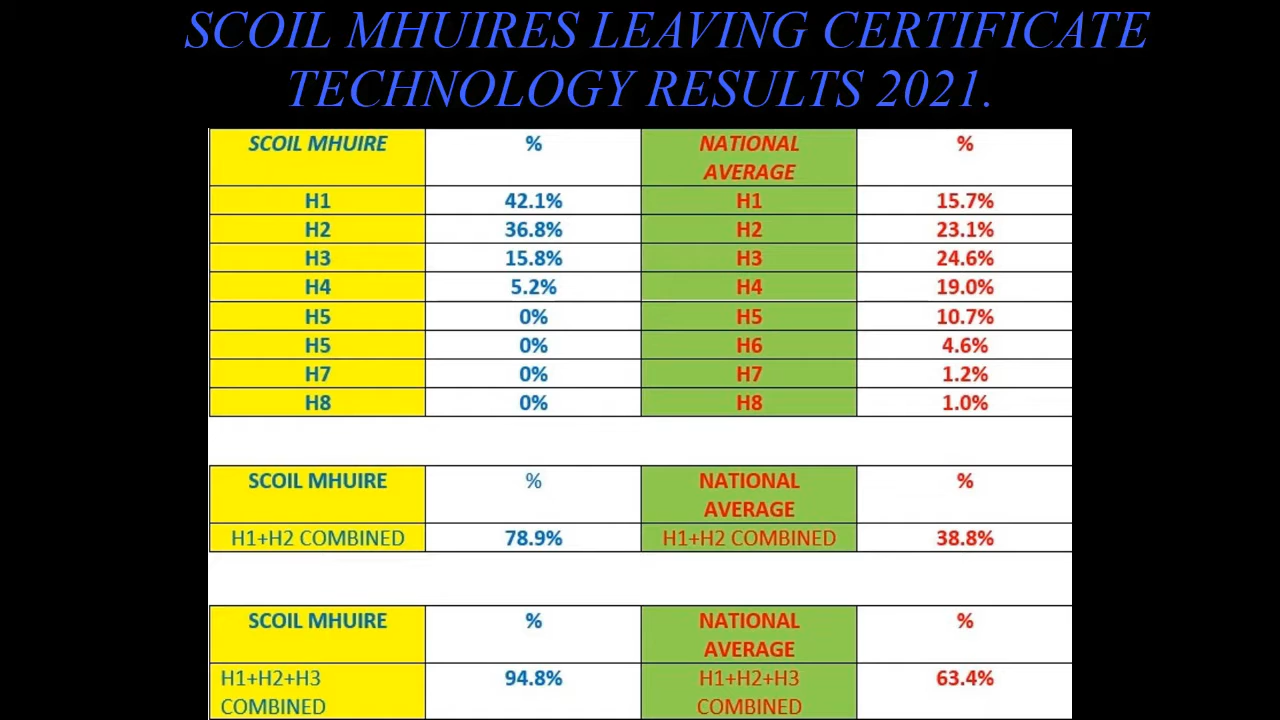 SCOIL MHUIRES LEAVING CERTIFICATE
TECHNOLOGY RESULTS 2021.
SCOIL MHUIRE % NATIONAL AVERAGE %
H1 42.1% H1 15.7%
H2 36.8% H2 23.1%
H3 15.8% H3 24.6%
H4 5.2% H4 19.0%
H5 0% H5 10.7%
H5 0% H6 4.6%
H7 0% H7 1.2%
H8 0% H8 1.0%
SCOIL MHUIRE % NATIONAL AVERAGE %
H1+H2 COMBINED 78.9% H1+H2 COMBINED 38.8%
SCOIL MHUIRE % NATIONAL AVERAGE %
H1+H2+H3 COMBINED 94.8% H1+H2+H3 COMBINED 63.4%